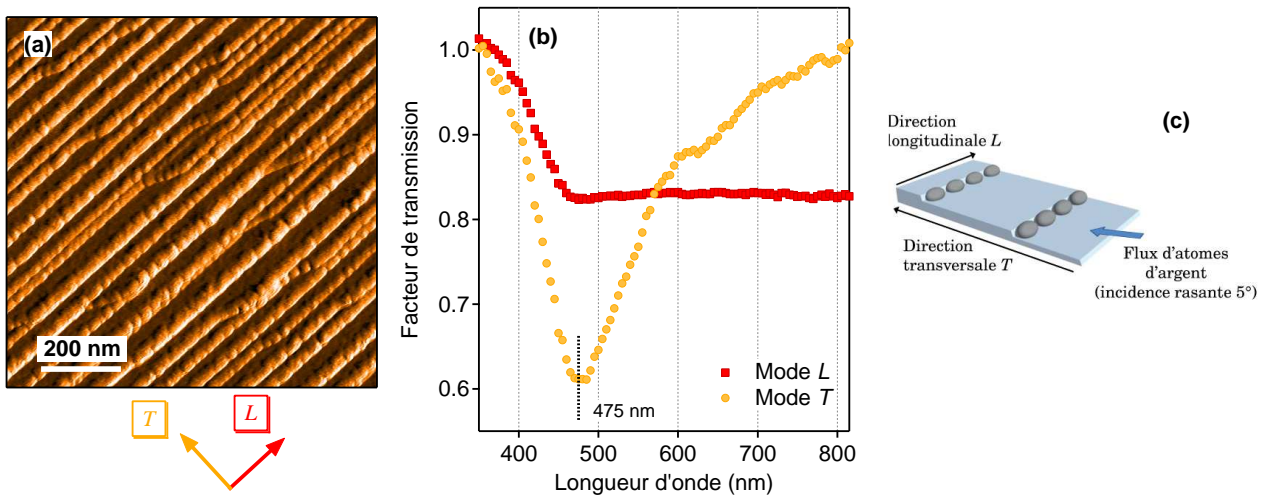 (a)
200 nm
T
L
(b)
Facteur de transmission
1.0
0.9
0.8
0.7
0.6
475 nm
Mode L
Mode T
400
500
600
700
800
Longueur d'onde (nm)
(c)
Direction
longitudinale L
Direction
transversale T
Flux d'atomes
d'argent
(incidence rasante 5°)